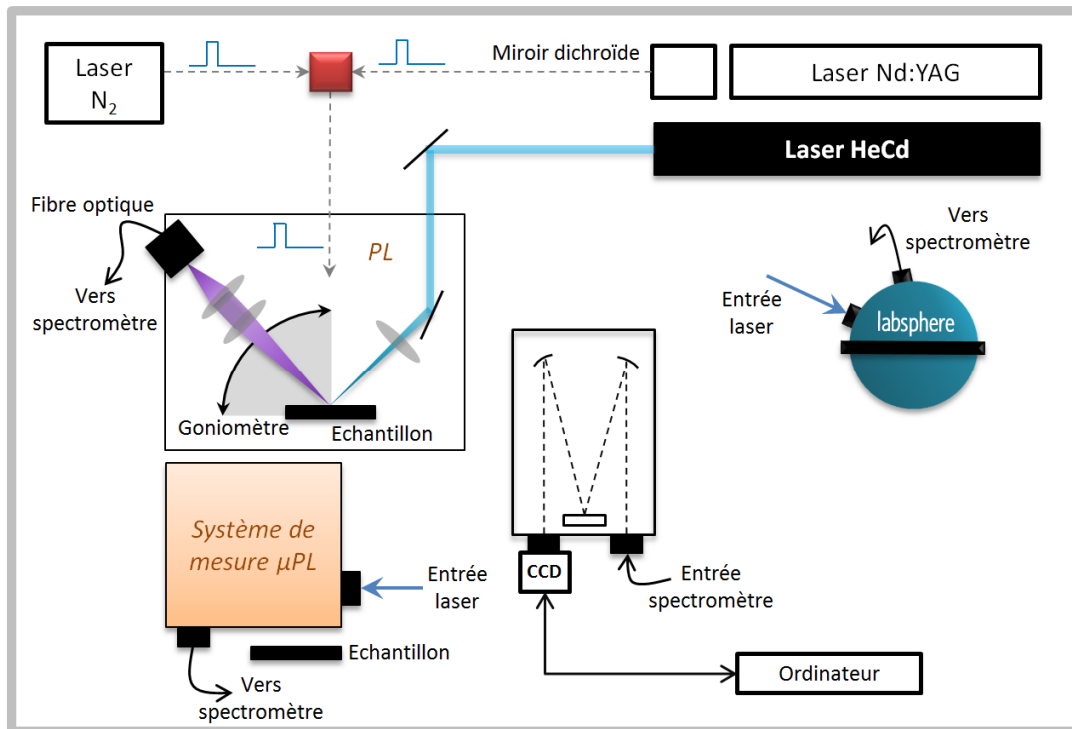 Laser
N₂
Miroir dichroïde
Laser Nd:YAG
Laser HeCd
Fibre optique
PL
Vers
spectromètre
Vers
spectromètre
Entrée
laser
labsphere
Goniomètre
Echantillon
Système de
mesure µPL
Entrée
laser
CCD
Entrée
spectromètre
Echantillon
Vers
spectromètre
Ordinateur